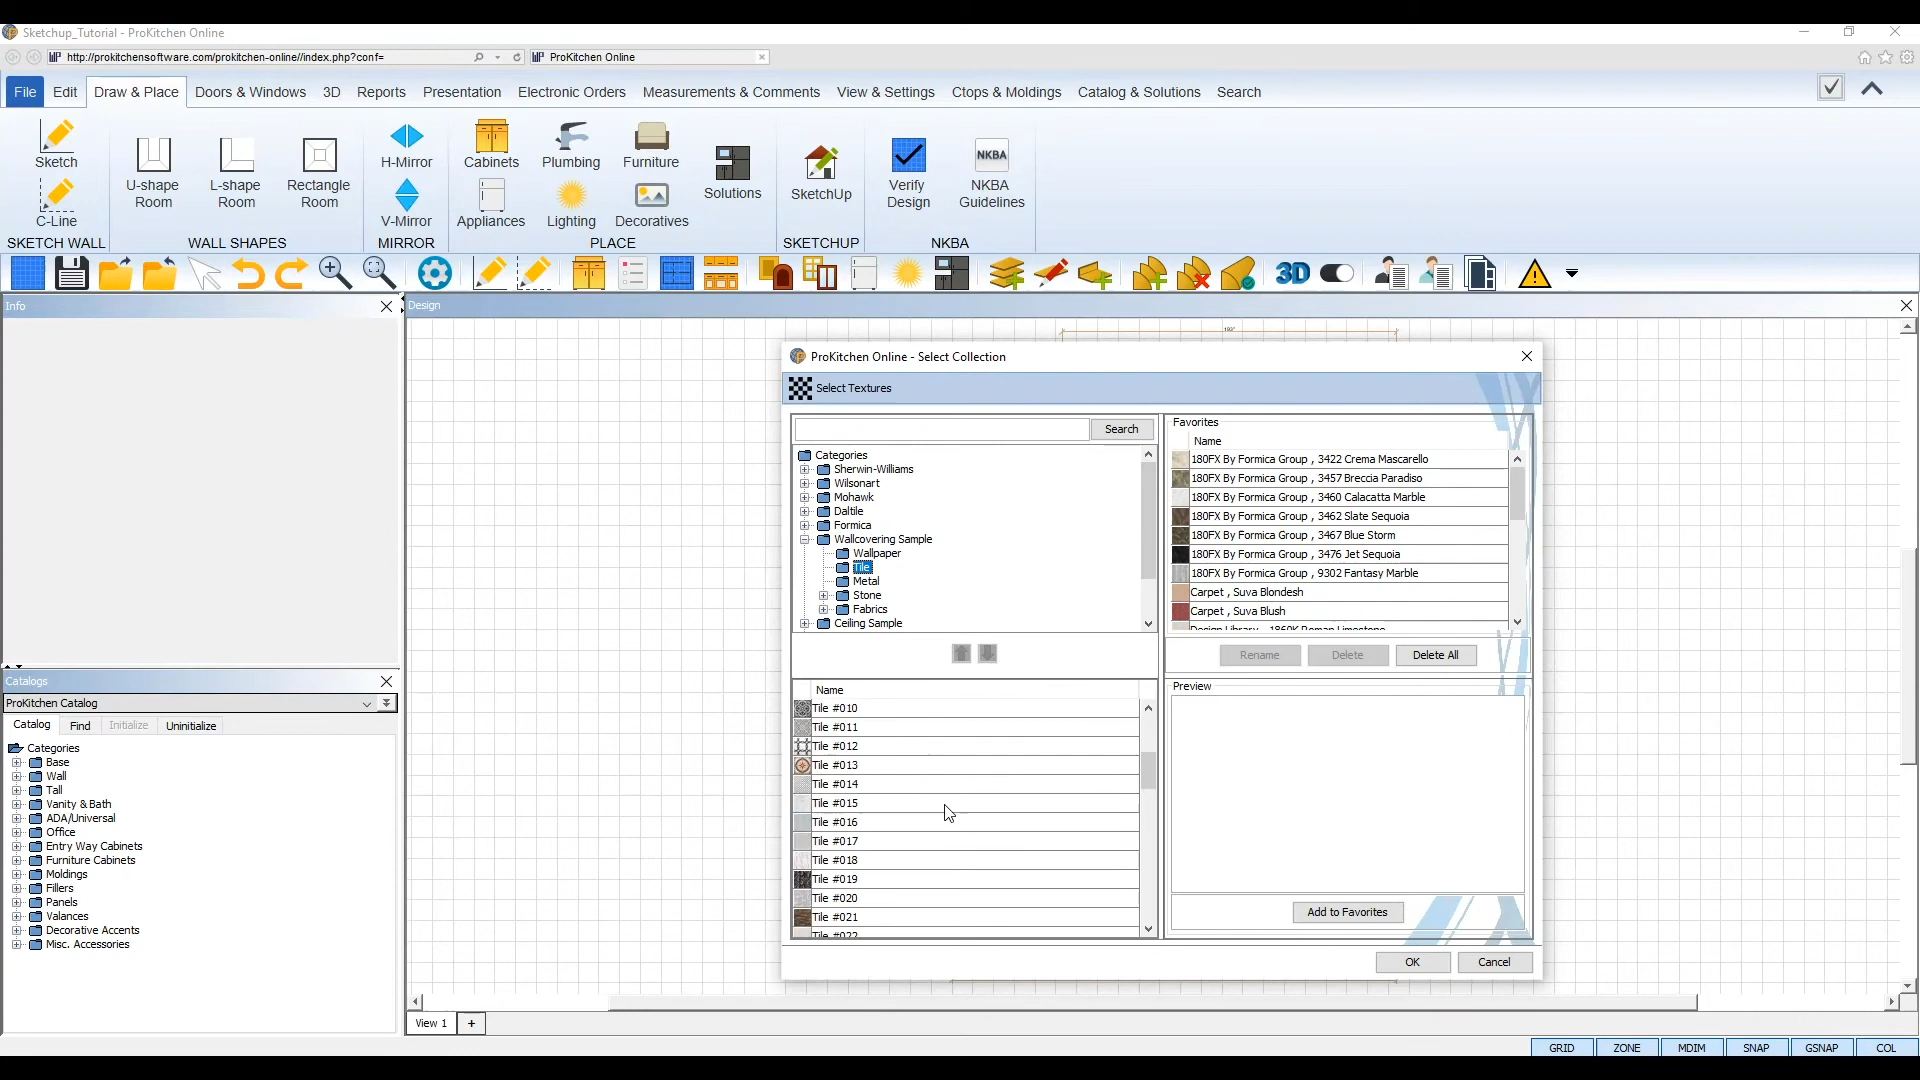 Sketchup_Tutorial - ProKitchen Online
http://prokitchensoftware.com/prokitchen-online//index.php?conf=
ProKitchen Online
File Edit Draw & Place Doors & Windows 3D Reports Presentation Electronic Orders Measurements & Comments View & Settings Ctops & Moldings Catalog & Solutions Search
Sketch
C-Line
SKETCH WALL
U-shape Room
L-shape Room
Rectangle Room
WALL SHAPES
H-Mirror
V-Mirror
MIRROR
Cabinets
Plumbing
Furniture
Appliances
Lighting
Decoratives
Solutions
PLACE
SketchUp
SKETCHUP
Verify Design
NKBA
NKBA Guidelines
NKBA
3D
Info
Design
193"
Catalogs
ProKitchen Catalog
Catalog Find Initialize Uninitialize
Categories
Base
Wall
Tall
Vanity & Bath
ADA/Universal
Office
Entry Way Cabinets
Furniture Cabinets
Moldings
Fillers
Panels
Valances
Decorative Accents
Misc. Accessories
ProKitchen Online - Select Collection
Select Textures
Search
Categories
Sherwin-Williams
Wilsonart
Mohawk
Daltile
Formica
Wallcovering Sample
Wallpaper
Tile
Metal
Stone
Fabrics
Ceiling Sample
Name
Tile #010
Tile #011
Tile #012
Tile #013
Tile #014
Tile #015
Tile #016
Tile #017
Tile #018
Tile #019
Tile #020
Tile #021
Tile #022
Favorites
Name
180FX By Formica Group , 3422 Crema Mascarello
180FX By Formica Group , 3457 Breccia Paradiso
180FX By Formica Group , 3460 Calacatta Marble
180FX By Formica Group , 3462 Slate Sequoia
180FX By Formica Group , 3467 Blue Storm
180FX By Formica Group , 3476 Jet Sequoia
180FX By Formica Group , 9302 Fantasy Marble
Carpet , Suva Blondesh
Carpet , Suva Blush
Design Library , 1860K Roman Limestone
Rename Delete Delete All
Preview
Add to Favorites
OK Cancel
View 1 +
GRID ZONE MDIM SNAP GSNAP COL